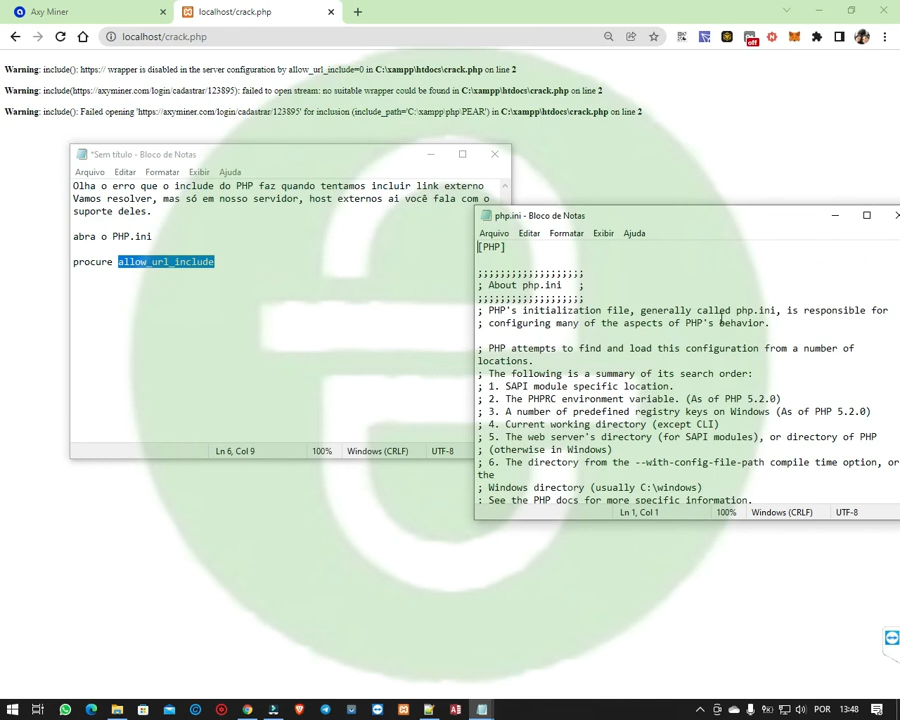 Axy Miner
localhost/crack.php
localhost/crack.php
off
Warning: include(): https:// wrapper is disabled in the server configuration by allow_url_include=0 in C:\xampp\htdocs\crack.php on line 2
Warning: include(https://axyminer.com/login/cadastrar/123895): failed to open stream: no suitable wrapper could be found in C:\xampp\htdocs\crack.php on line 2
Warning: include(): Failed opening 'https://axyminer.com/login/cadastrar/123895' for inclusion (include_path='C:\xampp\php\PEAR') in C:\xampp\htdocs\crack.php on line 2
*Sem título - Bloco de Notas
Arquivo Editar Formatar Exibir Ajuda
Olha o erro que o include do PHP faz quando tentamos incluir link externo
Vamos resolver, mas só em nosso servidor, host externos ai você fala com o
suporte deles.
abra o PHP.ini
procure allow_url_include
Ln 6, Col 9 100% Windows (CRLF) UTF-8
php.ini - Bloco de Notas
Arquivo Editar Formatar Exibir Ajuda
[PHP]
;;;;;;;;;;;;;;;;;;;
; About php.ini   ;
;;;;;;;;;;;;;;;;;;;
; PHP's initialization file, generally called php.ini, is responsible for
; configuring many of the aspects of PHP's behavior.
; PHP attempts to find and load this configuration from a number of
locations.
; The following is a summary of its search order:
; 1. SAPI module specific location.
; 2. The PHPRC environment variable. (As of PHP 5.2.0)
; 3. A number of predefined registry keys on Windows (As of PHP 5.2.0)
; 4. Current working directory (except CLI)
; 5. The web server's directory (for SAPI modules), or directory of PHP
; (otherwise in Windows)
; 6. The directory from the --with-config-file-path compile time option, or
the
; Windows directory (usually C:\windows)
; See the PHP docs for more specific information.
Ln 1, Col 1 100% Windows (CRLF) UTF-8
POR 13:48